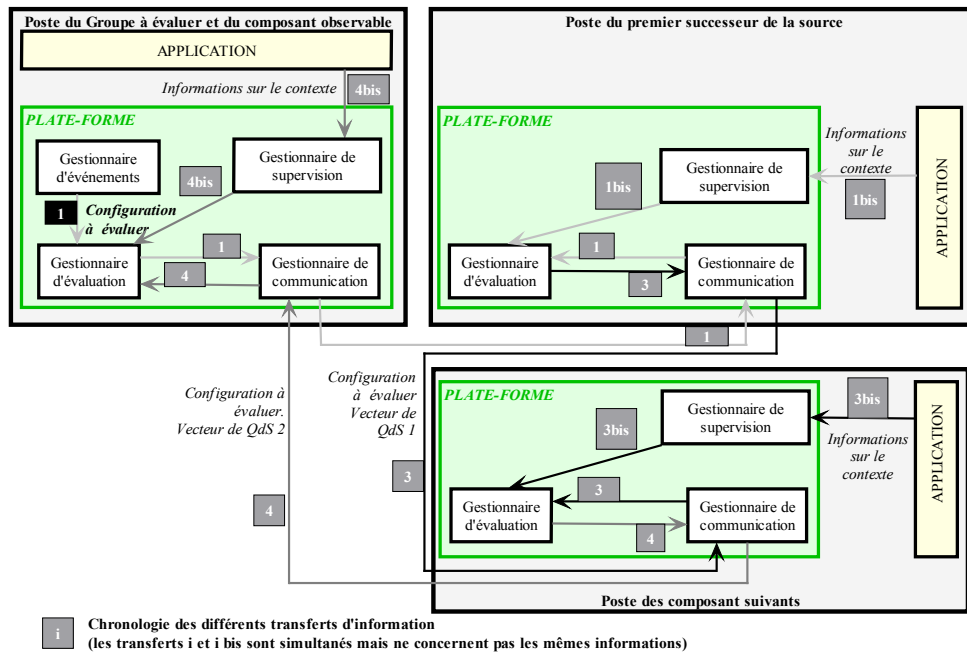 Poste du Groupe à évaluer et du composant observable
APPLICATION
Informations sur le contexte
4bis
PLATE-FORME
Gestionnaire
d'événements
Gestionnaire de
supervision
4bis
1
Configuration
à évaluer
1
Gestionnaire
d'évaluation
4
Gestionnaire de
communication
Poste du premier successeur de la source
PLATE-FORME
Informations
sur le
contexte
Gestionnaire de
supervision
1bis
1bis
APPLICATION
1
Gestionnaire
d'évaluation
3
Gestionnaire de
communication
1
Configuration à
évaluer.
Vecteur de QdS 2
Configuration
à évaluer
Vecteur de
QdS 1
3
4
PLATE-FORME
3bis
Gestionnaire de
supervision
3bis
Informations
sur le
contexte
APPLICATION
3
Gestionnaire
d'évaluation
4
Gestionnaire de
communication
Poste des composant suivants
i
Chronologie des différents transferts d'information
(les transferts i et i bis sont simultanés mais ne concernent pas les mêmes informations)